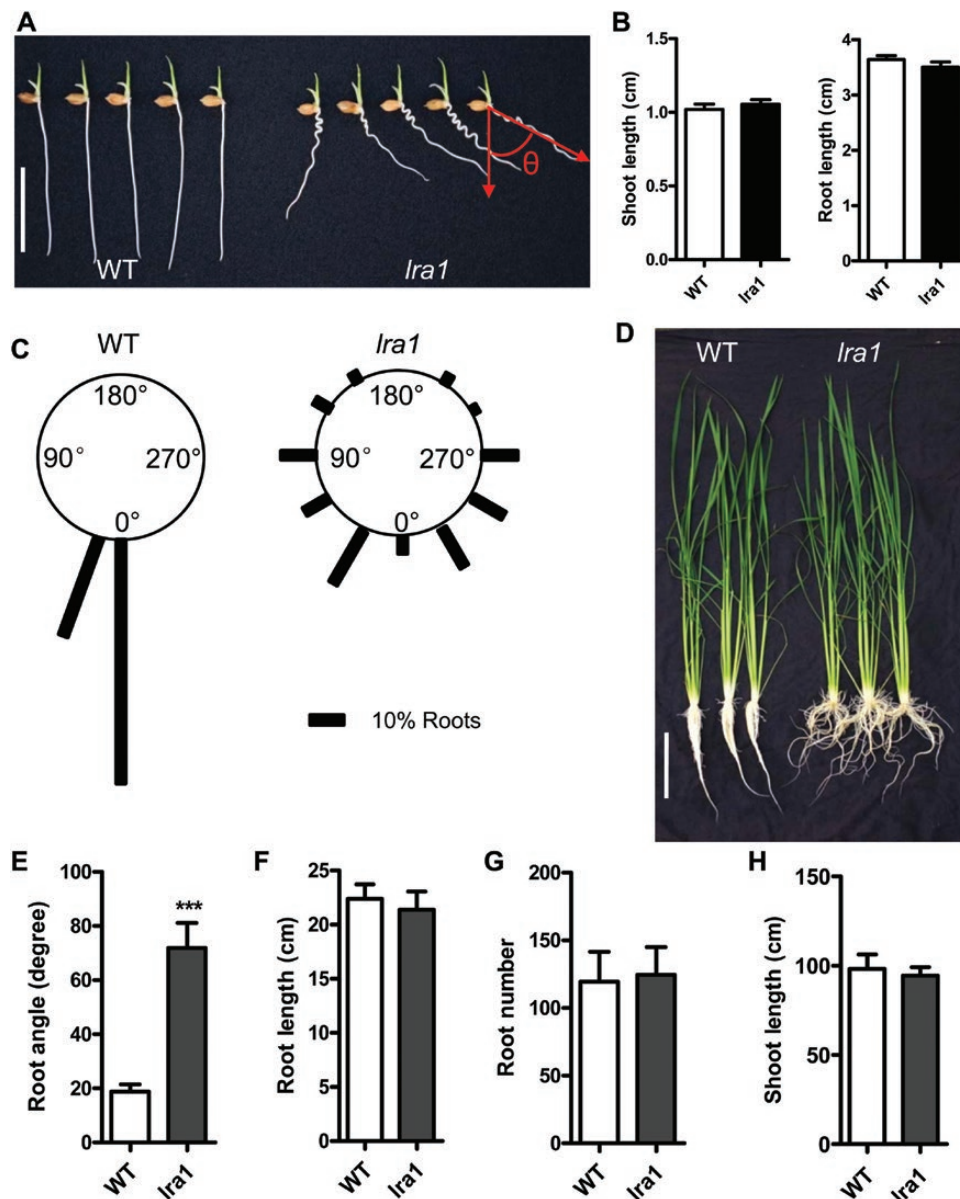 A
WT
lra1
θ
B
Shoot length (cm)
1.5
1.0
0.5
0.0
WT
lra1
Root length (cm)
4
3
2
1
0
WT
lra1
C
WT
180°
90°
270°
0°
lra1
180°
90°
270°
0°
10% Roots
D
WT
lra1
E
Root angle (degree)
100
80
60
40
20
0
***
WT
lra1
F
Root length (cm)
25
20
15
10
5
0
WT
lra1
G
Root number
200
150
100
50
0
WT
lra1
H
Shoot length (cm)
150
100
50
0
WT
lra1